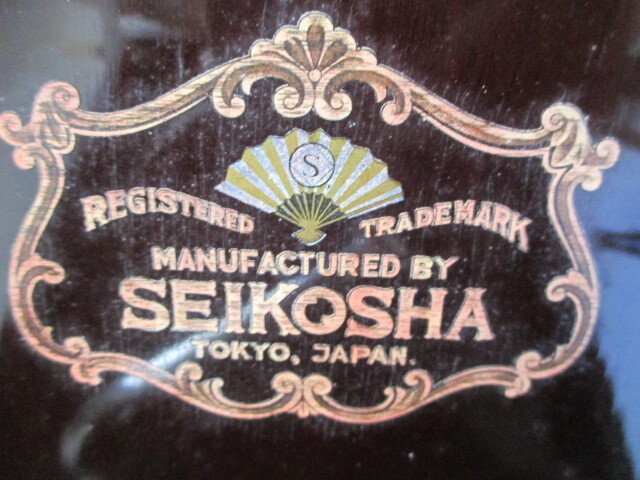 S
REGISTERED TRADEMARK
MANUFACTURED BY
SEIKOSHA
TOKYO, JAPAN.